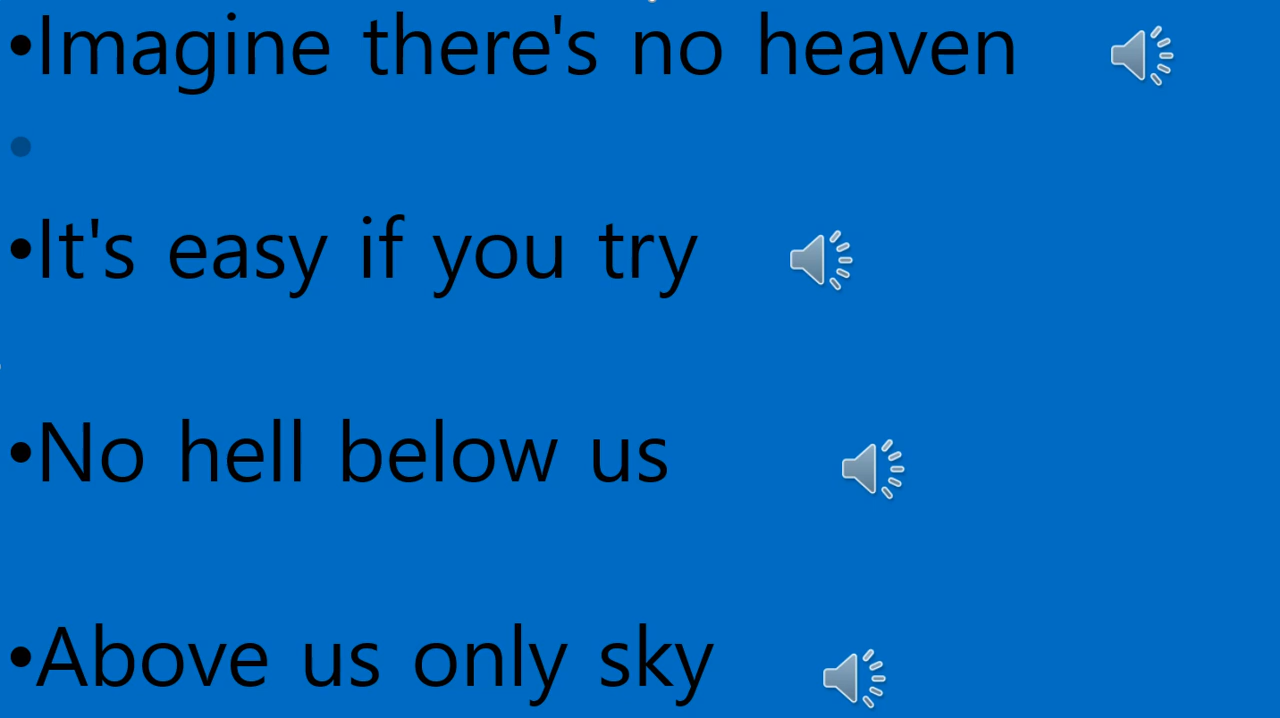 •Imagine there's no heaven
•
•It's easy if you try
•No hell below us
•Above us only sky